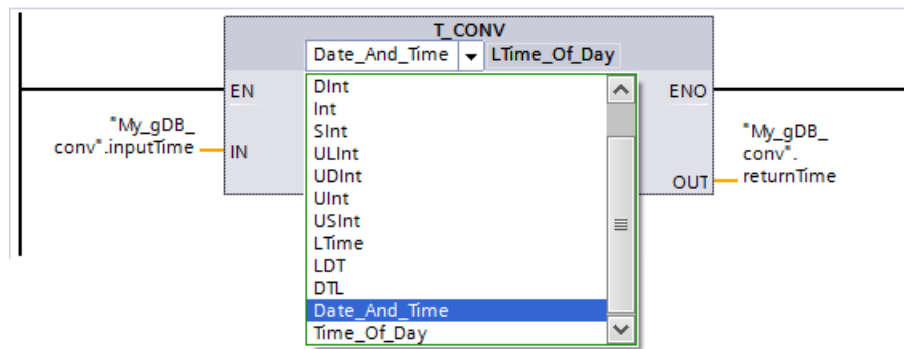 T_CONV
Date_And_Time LTime_Of_Day
EN
ENO
"My_gDB_
conv".inputTime
IN
DInt
Int
SInt
ULInt
UDInt
UInt
USInt
LTime
LDT
DTL
Date_And_Time
Time_Of_Day
OUT
"My_gDB_
conv".
returnTime